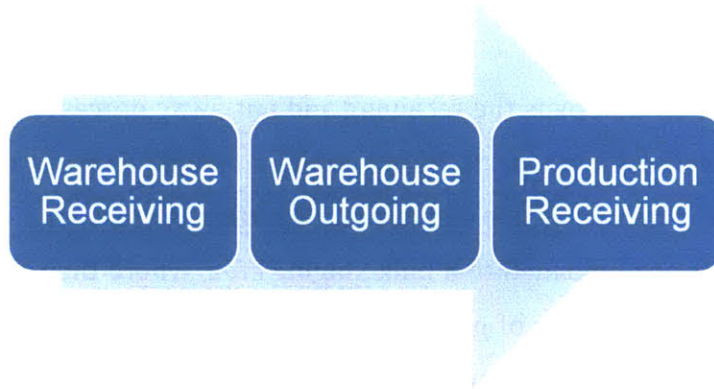 Warehouse
Receiving
Warehouse
Outgoing
Production
Receiving